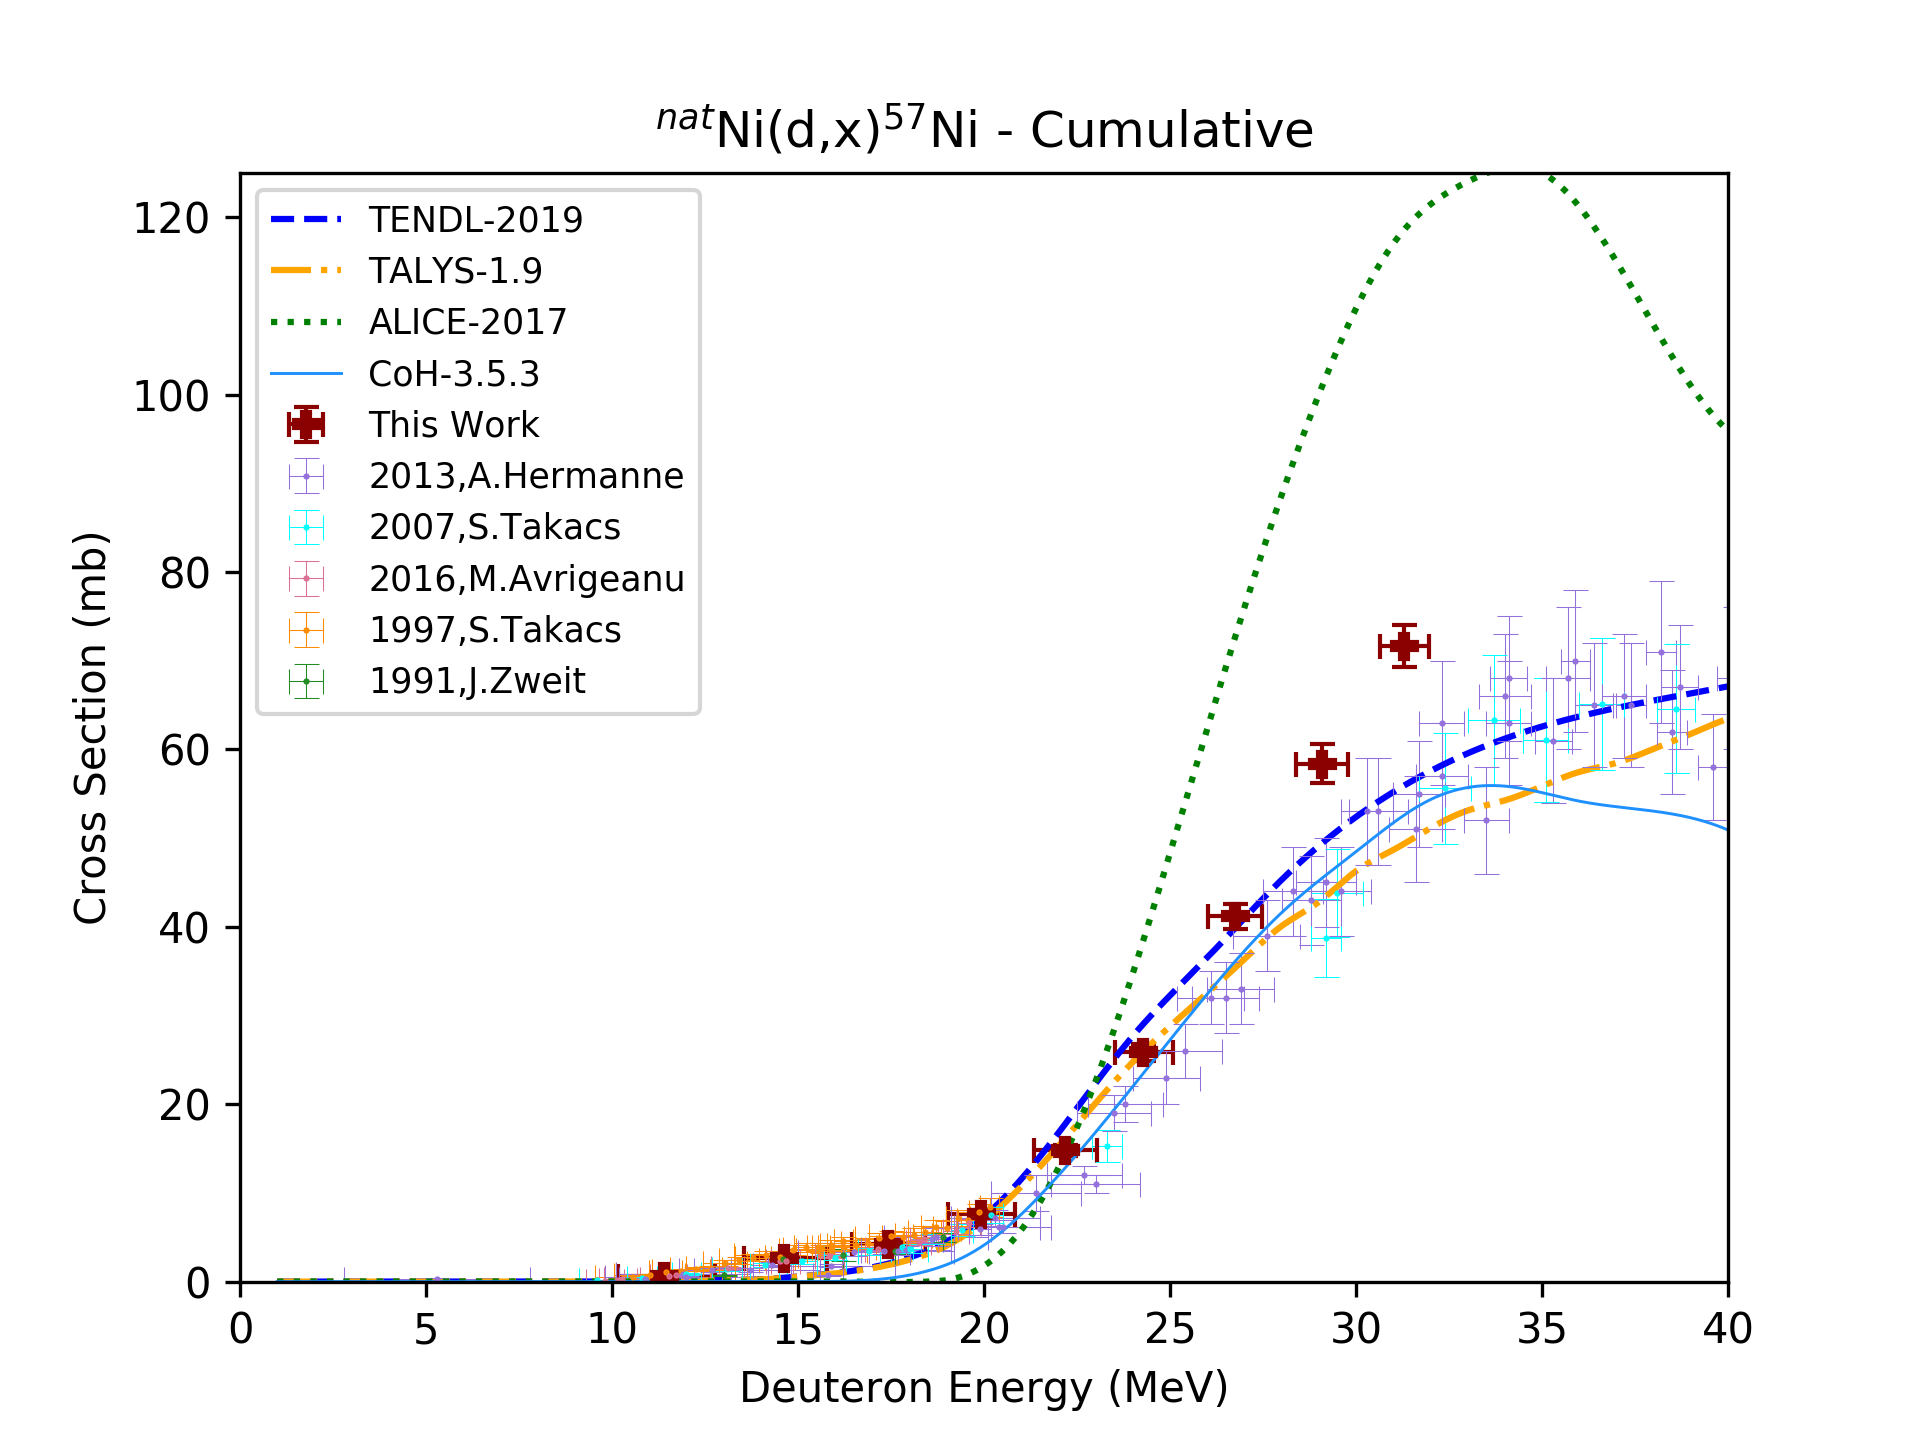 natNi(d,x)57Ni - Cumulative
TENDL-2019
TALYS-1.9
ALICE-2017
CoH-3.5.3
This Work
2013,A.Hermanne
2007,S.Takacs
2016,M.Avrigeanu
1997,S.Takacs
1991,J.Zweit
120
100
80
60
40
20
0
Cross Section (mb)
0 5 10 15 20 25 30 35 40
Deuteron Energy (MeV)